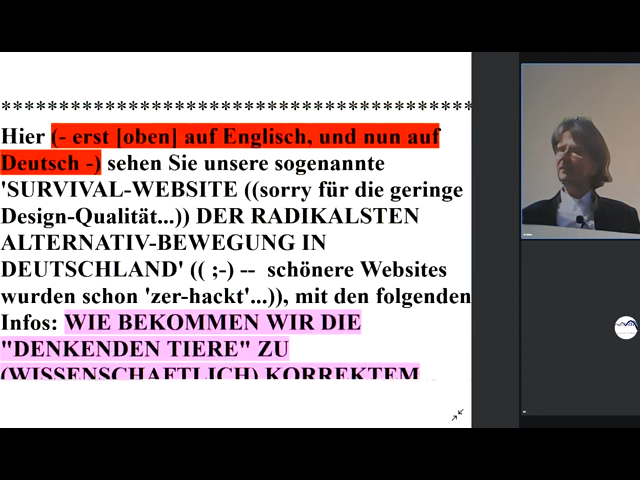 ****************************************
Hier (- erst [oben] auf Englisch, und nun auf
Deutsch -) sehen Sie unsere sogenannte
'SURVIVAL-WEBSITE ((sorry für die geringe
Design-Qualität...)) DER RADIKALSTEN
ALTERNATIV-BEWEGUNG IN
DEUTSCHLAND' (( ;-) -- schönere Websites
wurden schon 'zer-hackt'...)), mit den folgenden
Infos: WIE BEKOMMEN WIR DIE
"DENKENDEN TIERE" ZU
(WISSENSCHAFTLICH) KORREKTEM